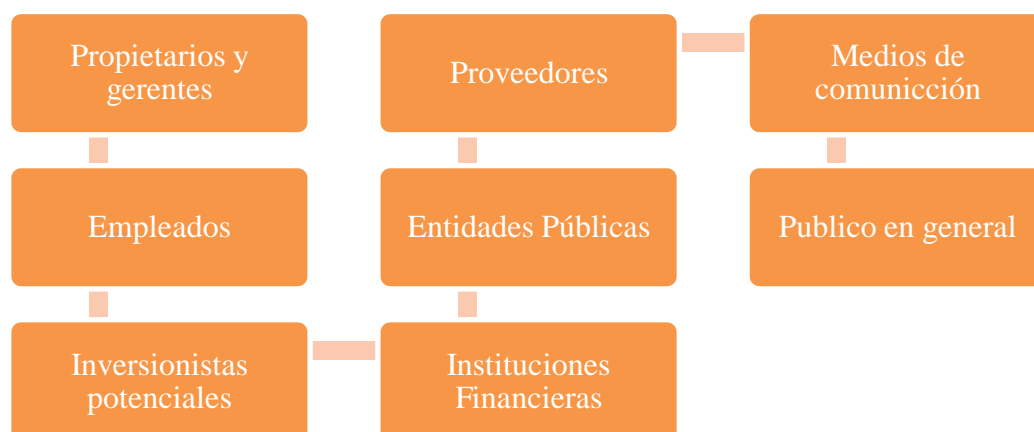 Propietarios y
gerentes
Empleados
Inversionistas
potenciales
Instituciones
Financieras
Entidades Públicas
Proveedores
Medios de
comunicción
Publico en general